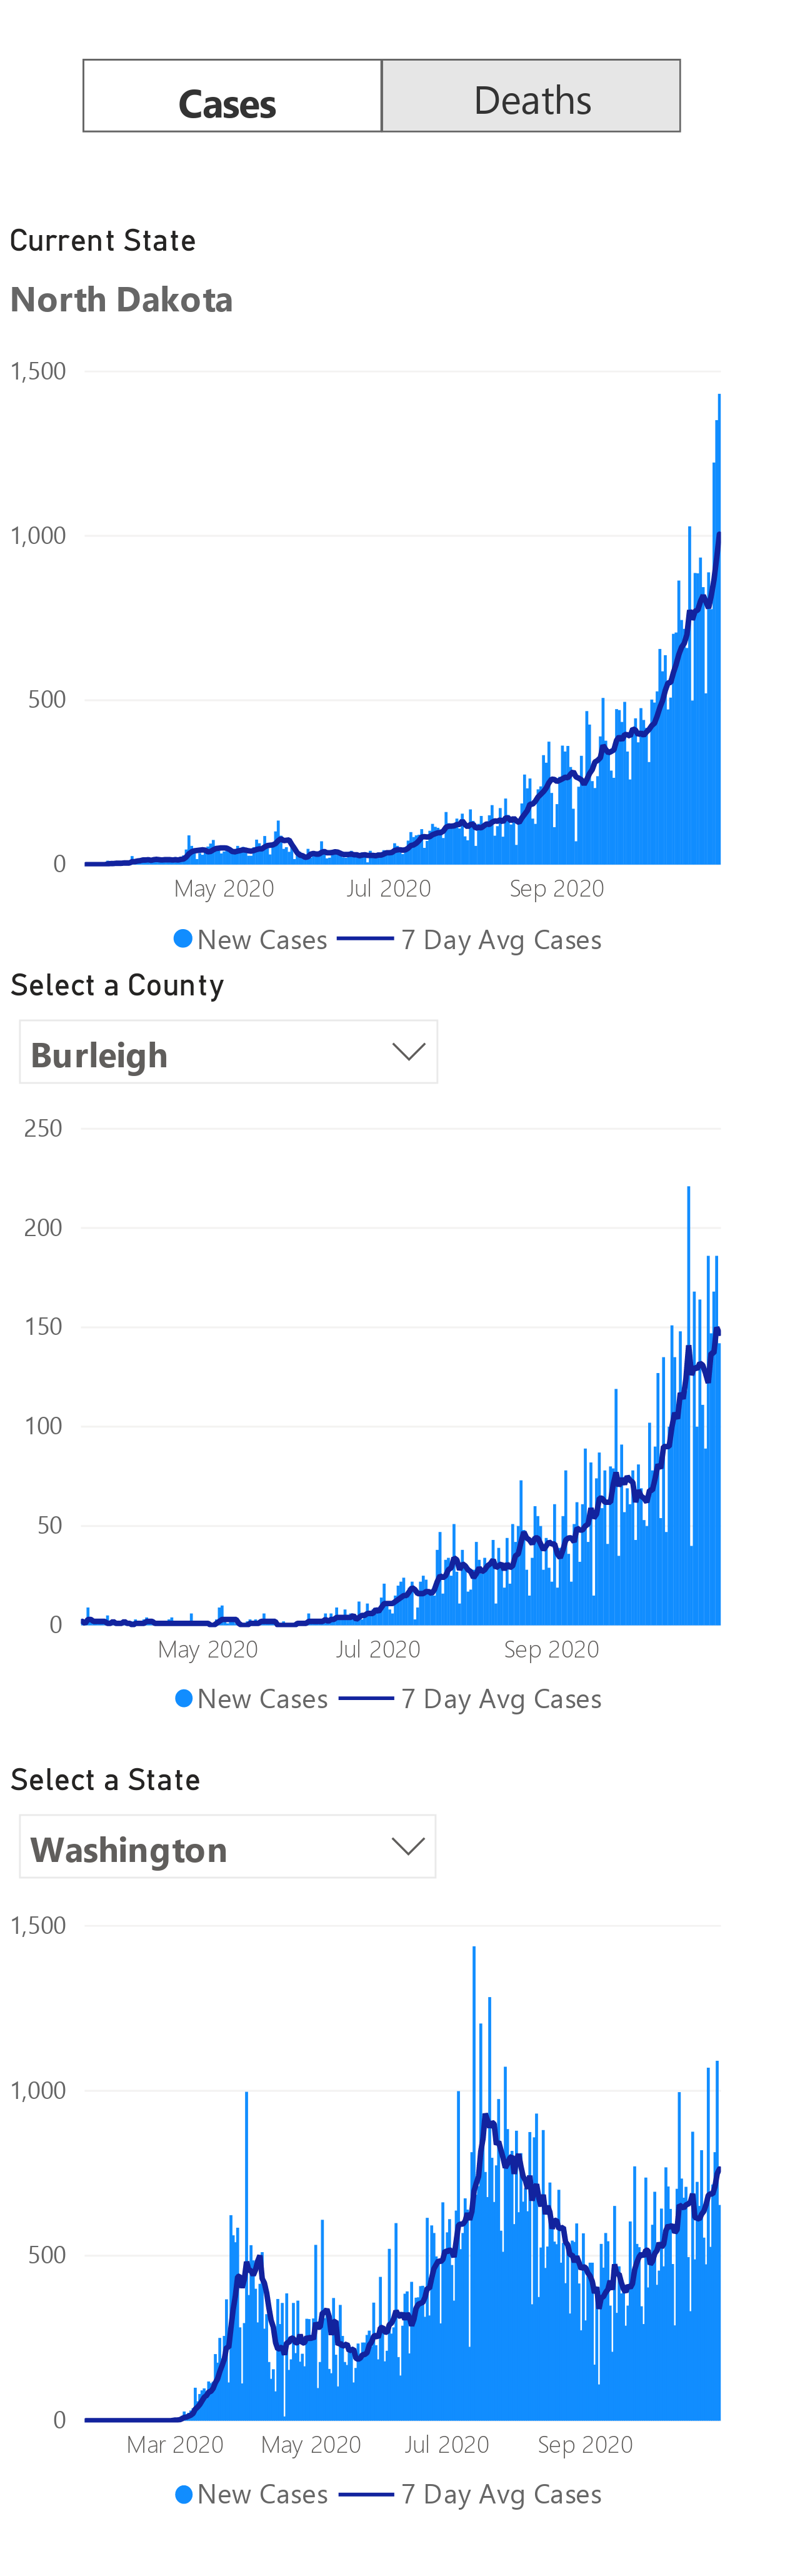 Cases Deaths
Current State
North Dakota
1,500
1,000
500
0
May 2020 Jul 2020 Sep 2020
New Cases 7 Day Avg Cases
Select a County
Burleigh
250
200
150
100
50
0
May 2020 Jul 2020 Sep 2020
New Cases 7 Day Avg Cases
Select a State
Washington
1,500
1,000
500
0
Mar 2020 May 2020 Jul 2020 Sep 2020
New Cases 7 Day Avg Cases